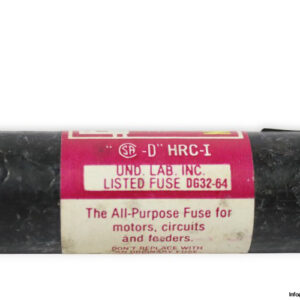 " SA -D" HRC-I
UND. LAB. INC.
LISTED FUSE DG32-64
The All-Purpose Fuse for
motors, circuits
and feeders.
DON'T REPLACE WITH